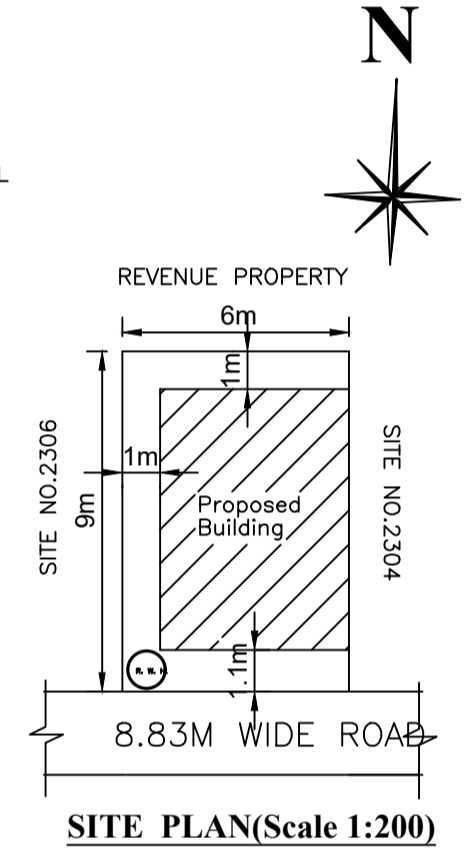 N
REVENUE PROPERTY
6m
1m
1m
9m
SITE NO.2306
SITE NO.2304
Proposed
Building
R. W. H
1.1m
8.83M WIDE ROAD
SITE PLAN(Scale 1:200)